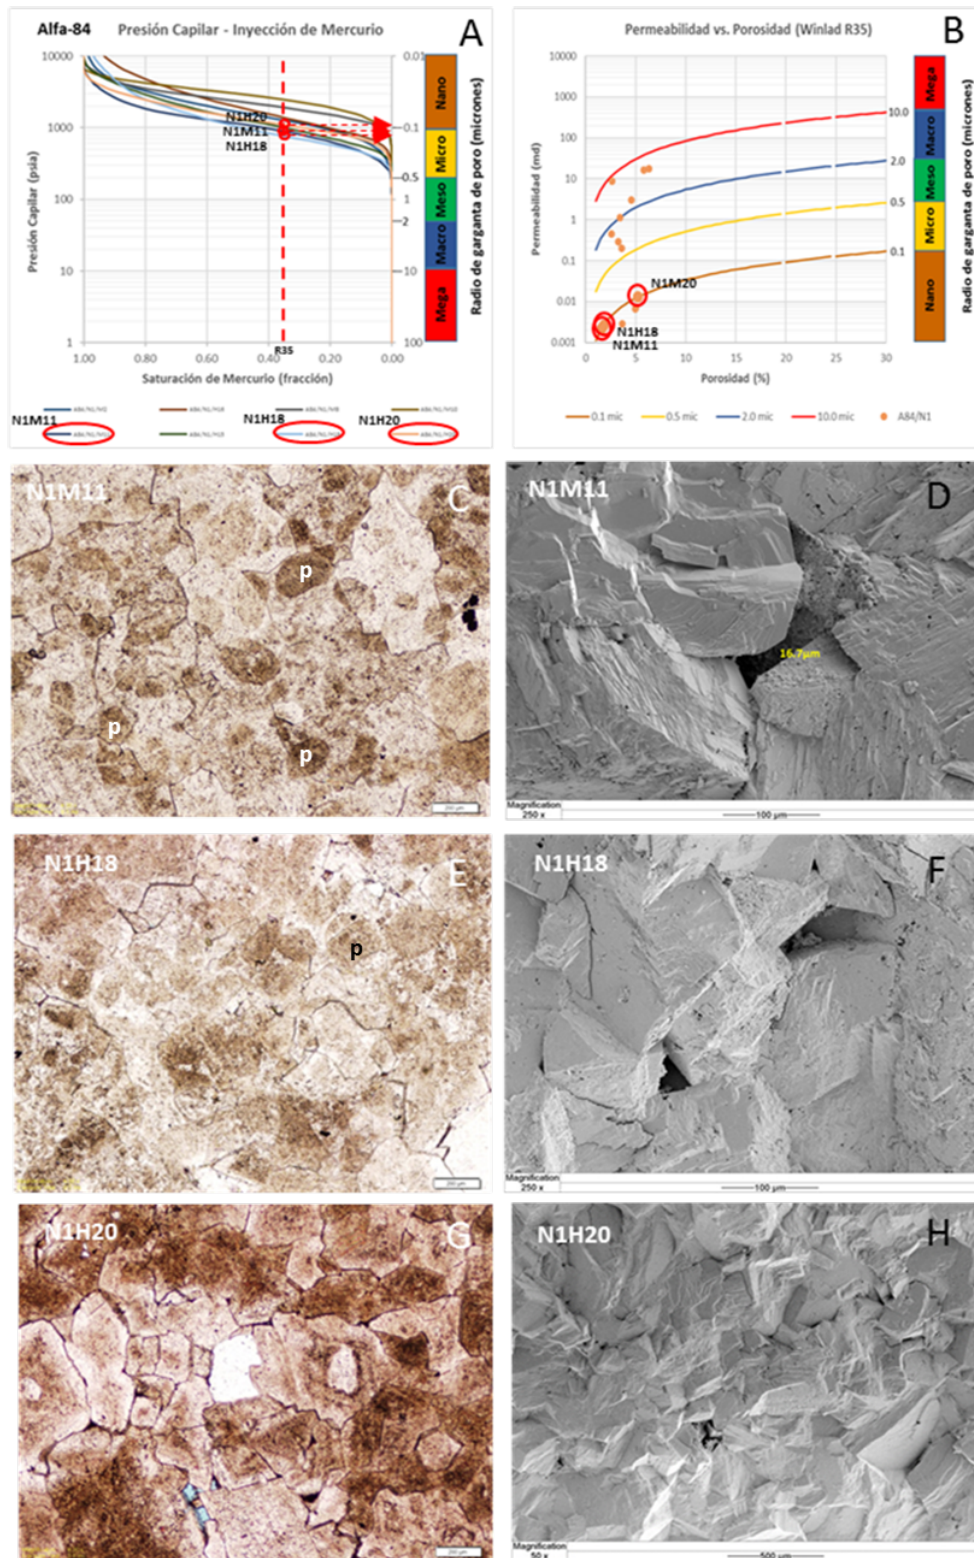 Alfa-84 Presión Capilar - Inyección de Mercurio A
10000
1000
100
10
1
Presión Capilar (psia)
1.00 0.80 0.60 0.40 0.20 0.00
R35
Saturación de Mercurio (fracción)
N1H20
N1M11
N1H18
0.01
0.1
0.5
1
2
10
100
Nano
Micro
Meso
Macro
Mega
Radio de garganta de poro (micrones)
N1M11 N1H18 N1H20
B
Permeabilidad vs. Porosidad (Winlad R35)
10000
1000
100
10
1
0.1
0.01
0.001
Permeabilidad (md)
0 5 10 15 20 25 30
Porosidad (%)
N1M20
N1H18
N1M11
10.0
2.0
0.5
0.1
Mega
Macro
Meso
Micro
Nano
Radio de garganta de poro (micrones)
0.1 mic 0.5 mic 2.0 mic 10.0 mic A84/N1
N1M11 C
p
p
p
200 µm
N1M11 D
16.7µm
Magnification
250 x 100 µm
N1H18 E
p
200 µm
N1H18 F
Magnification
250 x 100 µm
N1H20 G
200 µm
N1H20 H
Magnification
50 x 500 µm